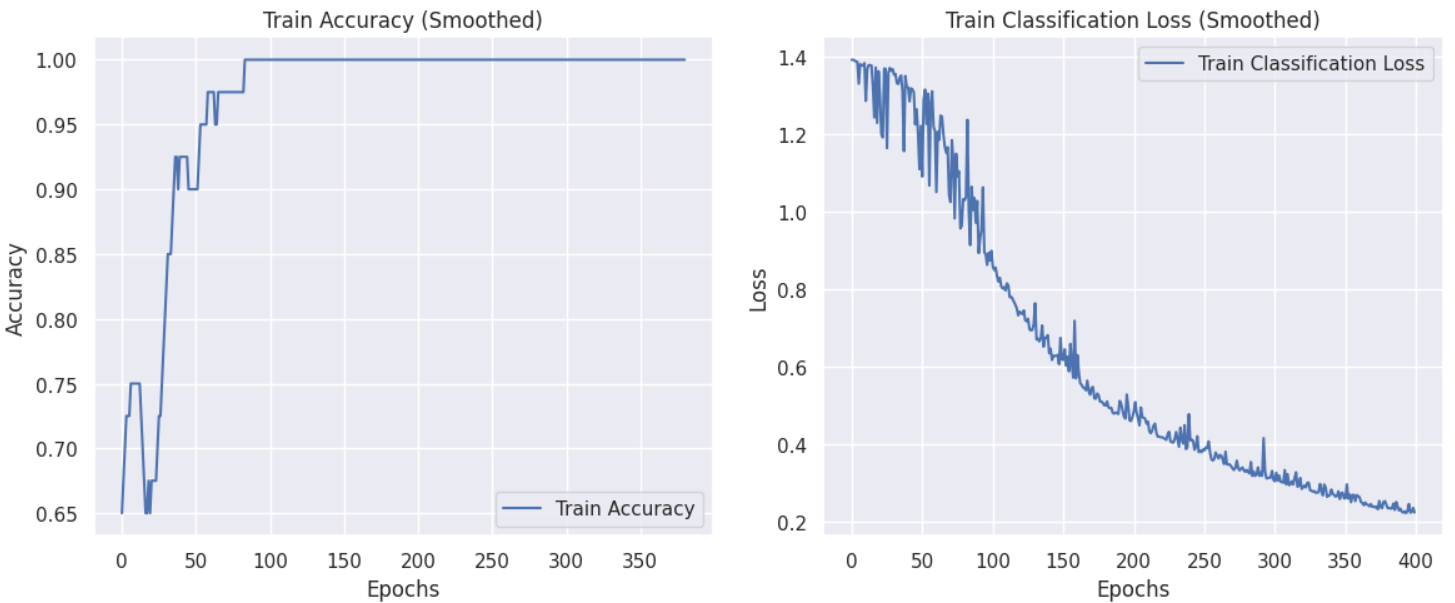 Train Accuracy (Smoothed)
1.00
0.95
0.90
0.85
0.80
0.75
0.70
0.65
Accuracy
Train Accuracy
0 50 100 150 200 250 300 350
Epochs
Train Classification Loss (Smoothed)
1.4
1.2
1.0
0.8
0.6
0.4
0.2
Loss
Train Classification Loss
0 50 100 150 200 250 300 350 400
Epochs